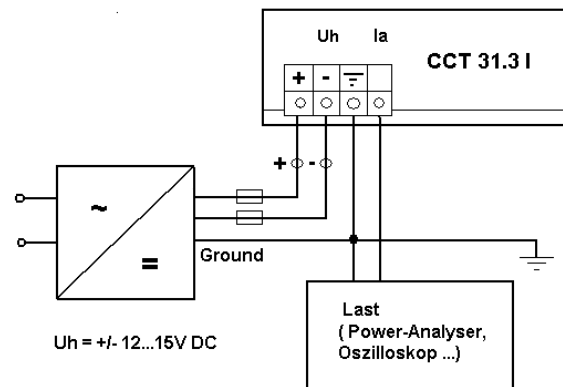 Uh Ia
CCT 31.3 I
+ -
+ -
~
=
Ground
Uh = +/- 12...15V DC
Last
( Power-Analyser,
Oszilloskop ...)